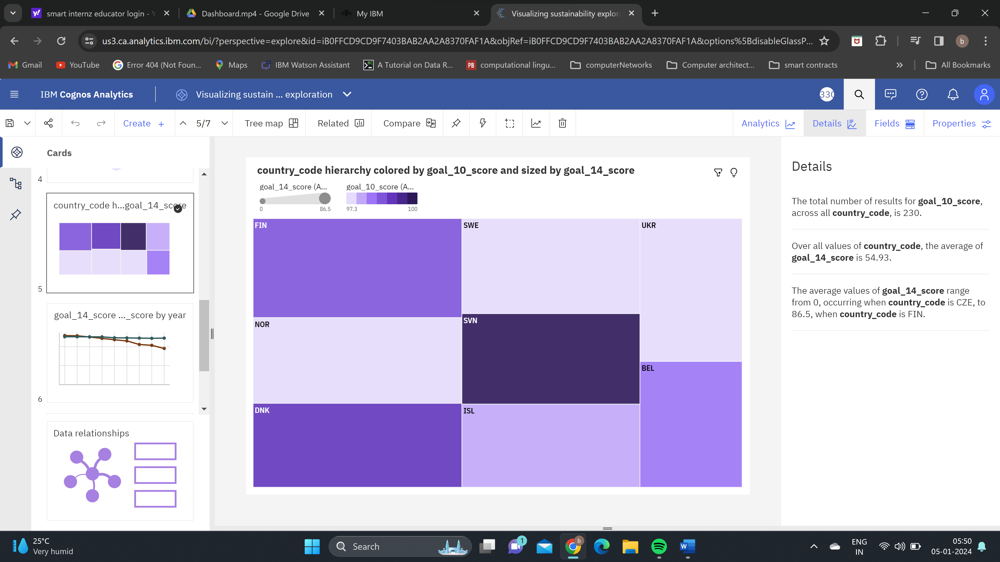 smart internz educator login - Y
Dashboard.mp4 - Google Drive
My IBM
Visualizing sustainability explora
us3.ca.analytics.ibm.com/bi/?perspective=explore&id=iB0FFCD9CD9F7403BAB2AA2A8370FAF1A&objRef=iB0FFCD9CD9F7403BAB2AA2A8370FAF1A&options%5BdisableGlassP...
b
Gmail
YouTube
Error 404 (Not Foun...
Maps
IBM Watson Assistant
A Tutorial on Data R...
PB computational lingu...
computerNetworks
Computer architect...
smart contracts
»
All Bookmarks
IBM Cognos Analytics
Visualizing sustain ... exploration
330
Create +
5/7
Tree map
Related
Compare
Analytics
Details
Fields
Properties
Cards
4
country_code h...goal_14_score
5
goal_14_score ..._score by year
6
Data relationships
country_code hierarchy colored by goal_10_score and sized by goal_14_score
goal_14_score (A...
goal_10_score (A...
0
86.5
97.3
100
FIN
SWE
UKR
NOR
SVN
BEL
DNK
ISL
Details
The total number of results for goal_10_score,
across all country_code, is 230.
Over all values of country_code, the average of
goal_14_score is 54.93.
The average values of goal_14_score range
from 0, occurring when country_code is CZE, to
86.5, when country_code is FIN.
25°C
Very humid
Search
1
b
W
ENG
IN
05:50
05-01-2024